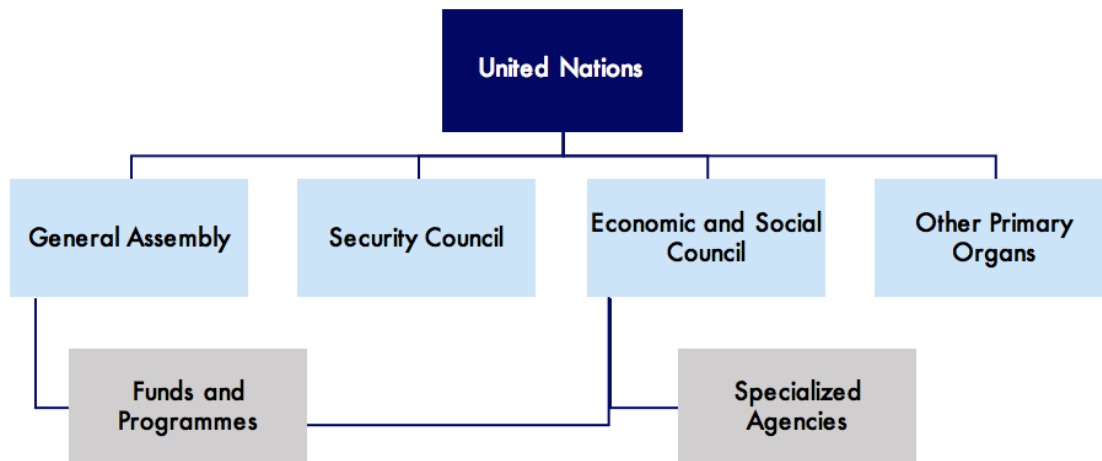 United Nations
General Assembly
Security Council
Economic and Social
Council
Other Primary
Organs
Funds and
Programmes
Specialized
Agencies